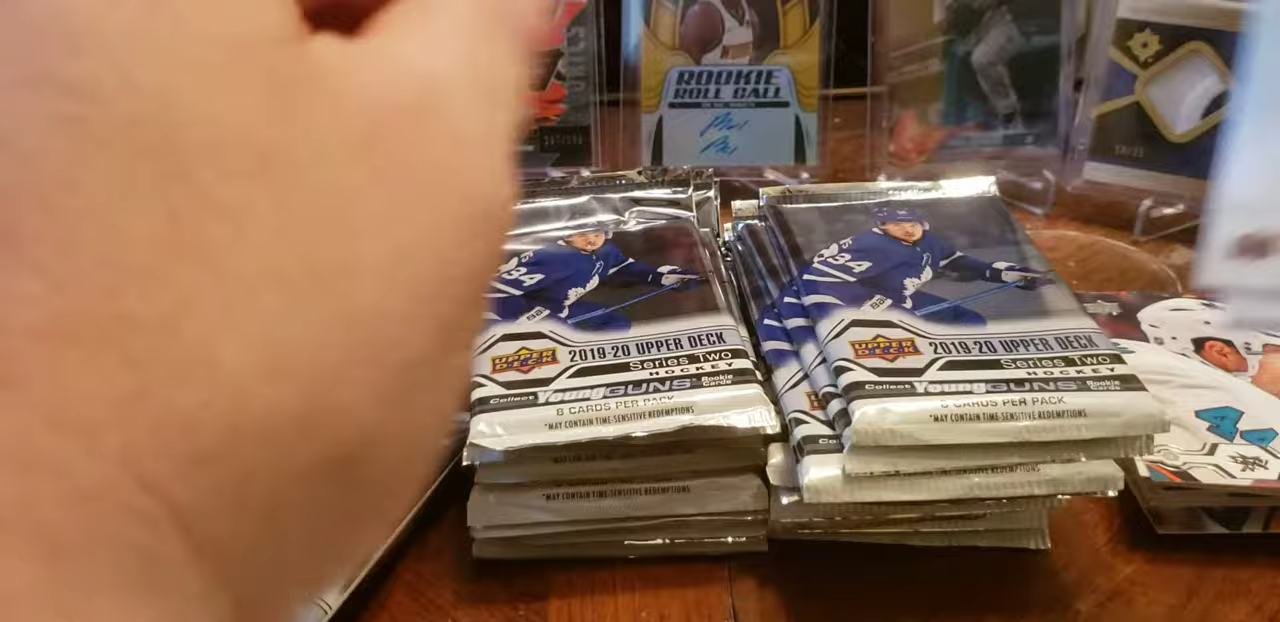 ROOKIE
ROLL CALL
34
UPPER
DECK
2019-20 UPPER DECK
Series Two
HOCKEY
Collect YoungGUNS Rookie
Cards
8 CARDS PER PACK
*MAY CONTAIN TIME-SENSITIVE REDEMPTIONS
*MAY CONTAIN TIME-SENSITIVE REDEMPTIONS
34
UPPER
DECK
2019-20 UPPER DECK
Series Two
HOCKEY
Collect YoungGUNS Rookie
Cards
8 CARDS PER PACK
*MAY CONTAIN TIME-SENSITIVE REDEMPTIONS